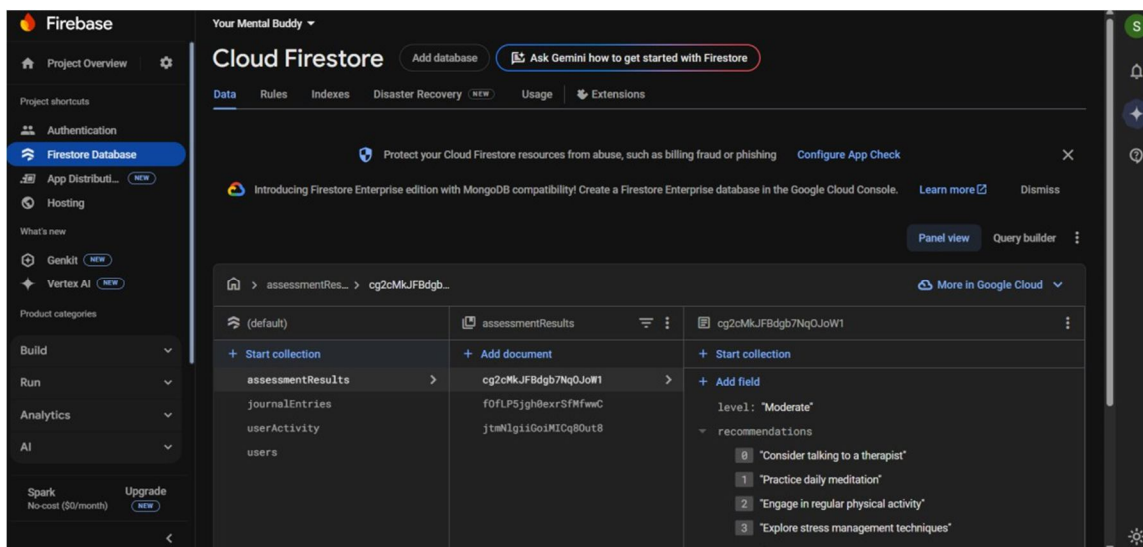 Firebase
Project Overview
Project shortcuts
Authentication
Firestore Database
App Distributi... NEW
Hosting
What's new
Genkit NEW
Vertex AI NEW
Product categories
Build
Run
Analytics
AI
Spark
No-cost ($0/month)
Upgrade
NEW
Your Mental Buddy
Cloud Firestore Add database Ask Gemini how to get started with Firestore
Data Rules Indexes Disaster Recovery NEW Usage Extensions
Protect your Cloud Firestore resources from abuse, such as billing fraud or phishing Configure App Check
Introducing Firestore Enterprise edition with MongoDB compatibility! Create a Firestore Enterprise database in the Google Cloud Console. Learn more Dismiss
Panel view Query builder
> assessmentRes... > cg2cMkJFBdgb...
More in Google Cloud
(default)
+ Start collection
assessmentResults
journalEntries
userActivity
users
assessmentResults
+ Add document
cg2cMkJFBdgb7NqOJoW1
fOfLP5jgh0exrSfMfwwC
jtmNlgiiGoiMICq8Out8
cg2cMkJFBdgb7NqOJoW1
+ Start collection
+ Add field
level: "Moderate"
recommendations
0 "Consider talking to a therapist"
1 "Practice daily meditation"
2 "Engage in regular physical activity"
3 "Explore stress management techniques"
S